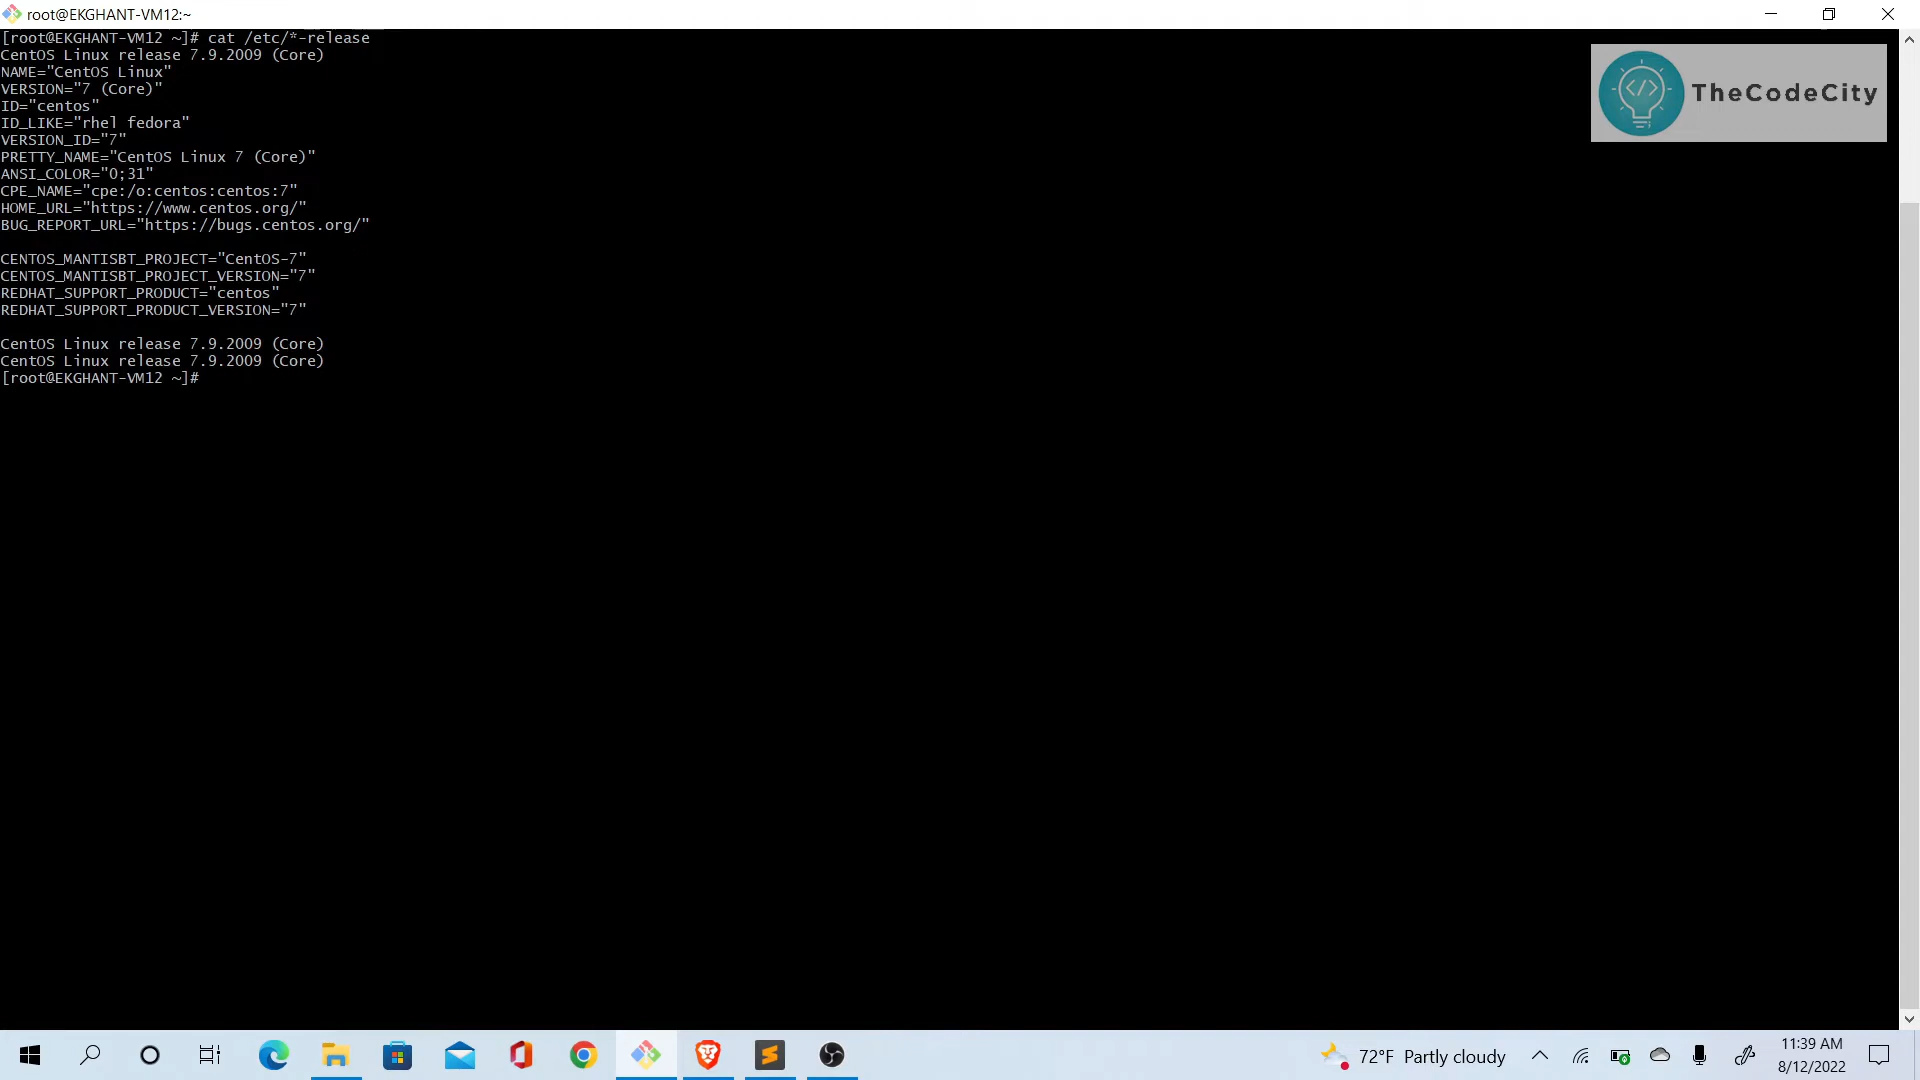 root@EKGHANT-VM12:~
[root@EKGHANT-VM12 ~]# cat /etc/*-release
CentOS Linux release 7.9.2009 (Core)
NAME="CentOS Linux"
VERSION="7 (Core)"
ID="centos"
ID_LIKE="rhel fedora"
VERSION_ID="7"
PRETTY_NAME="CentOS Linux 7 (Core)"
ANSI_COLOR="0;31"
CPE_NAME="cpe:/o:centos:centos:7"
HOME_URL="https://www.centos.org/"
BUG_REPORT_URL="https://bugs.centos.org/"
CENTOS_MANTISBT_PROJECT="CentOS-7"
CENTOS_MANTISBT_PROJECT_VERSION="7"
REDHAT_SUPPORT_PRODUCT="centos"
REDHAT_SUPPORT_PRODUCT_VERSION="7"
CentOS Linux release 7.9.2009 (Core)
CentOS Linux release 7.9.2009 (Core)
[root@EKGHANT-VM12 ~]#
</> TheCodeCity
72°F Partly cloudy
11:39 AM
8/12/2022